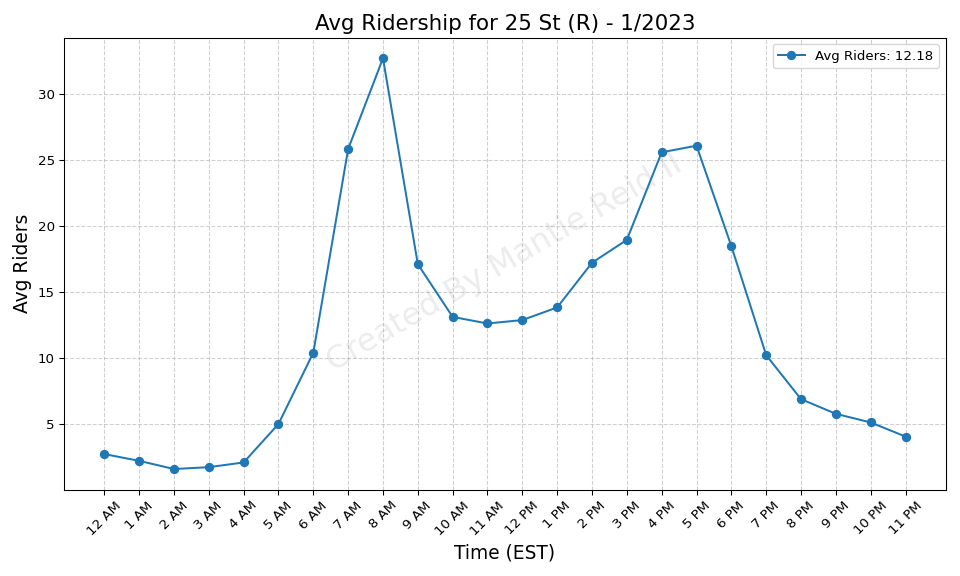 Avg Ridership for 25 St (R) - 1/2023
Avg Riders: 12.18
Avg Riders
30
25
20
15
10
5
Created By Mantie Reid II
12 AM
1 AM
2 AM
3 AM
4 AM
5 AM
6 AM
7 AM
8 AM
9 AM
10 AM
11 AM
12 PM
1 PM
2 PM
3 PM
4 PM
5 PM
6 PM
7 PM
8 PM
9 PM
10 PM
11 PM
Time (EST)